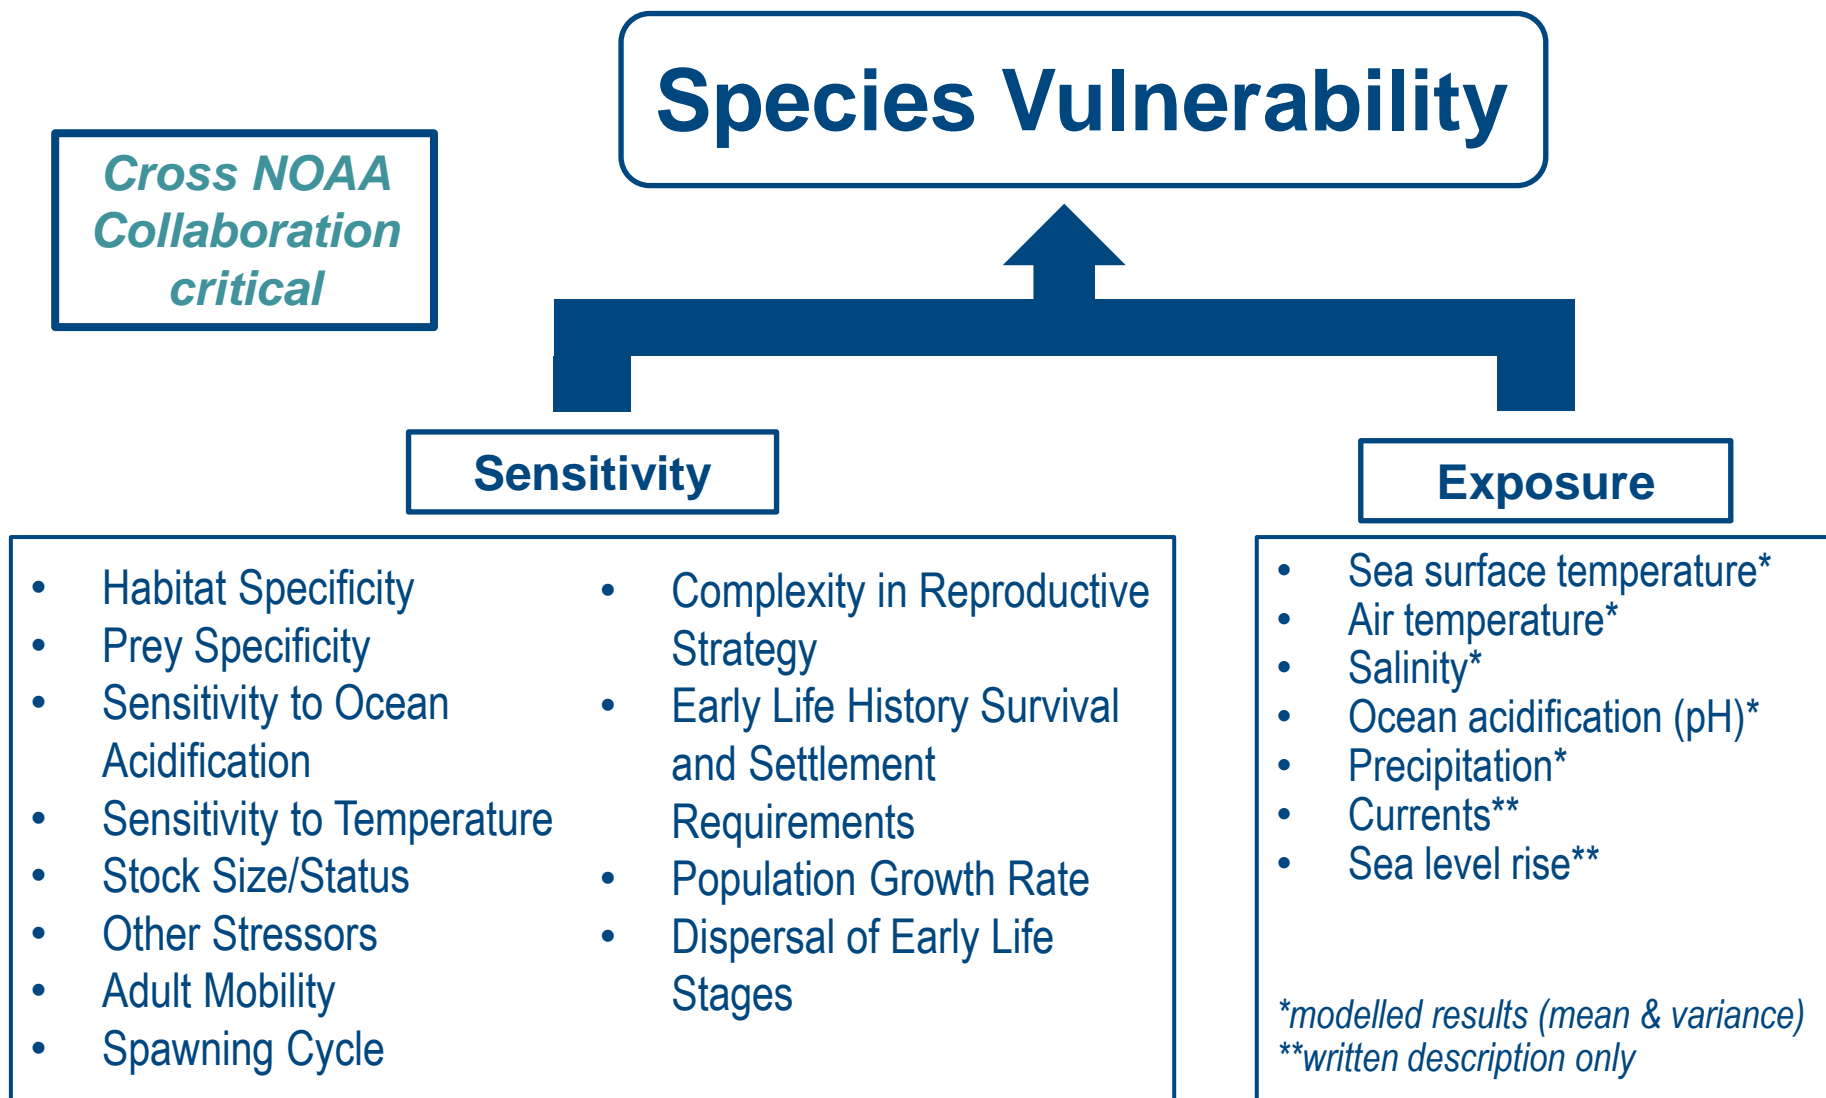 Species Vulnerability
Cross NOAA
Collaboration
critical
Sensitivity
• Habitat Specificity
• Prey Specificity
• Sensitivity to Ocean
Acidification
• Sensitivity to Temperature
• Stock Size/Status
• Other Stressors
• Adult Mobility
• Spawning Cycle
• Complexity in Reproductive
Strategy
• Early Life History Survival
and Settlement
Requirements
• Population Growth Rate
• Dispersal of Early Life
Stages
Exposure
• Sea surface temperature*
• Air temperature*
• Salinity*
• Ocean acidification (pH)*
• Precipitation*
• Currents**
• Sea level rise**
*modelled results (mean & variance)
**written description only